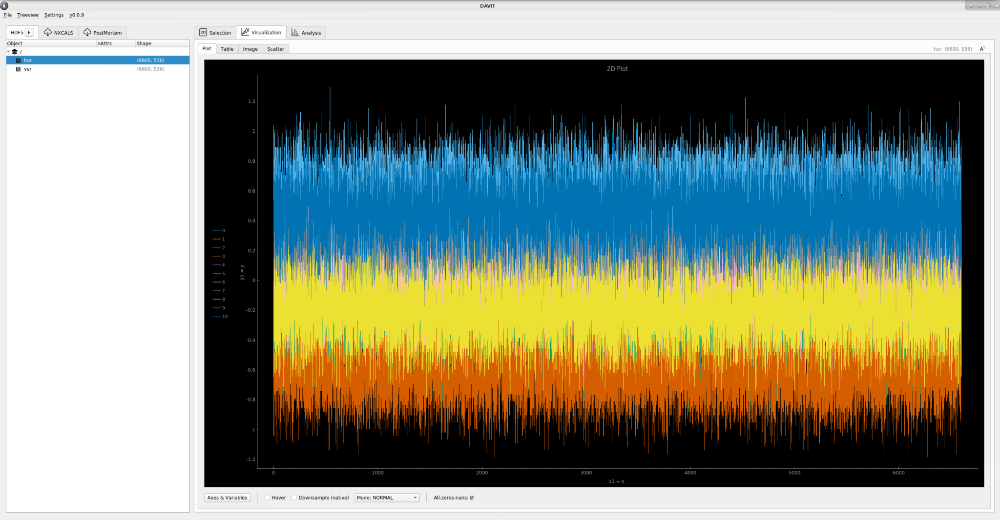 DAVIT
File Treeview Settings v0.0.9
HDF5 F NXCALS PostMortem
Selection Visualization Analysis
Object nAttrs Shape
/
hor (6600, 536)
ver (6600, 536)
Plot Table Image Scatter
hor (6600, 536) AT
2D Plot
1.2
1
0.8
0.6
0.4
0.2
0
-0.2
-0.4
-0.6
-0.8
-1
-1.2
y1 = y
0
1
2
3
4
5
6
7
8
9
10
0 1000 2000 3000 4000 5000 6000
x1 = x
Axes & Variables Hover Downsample (native) Mode: NORMAL All-zeros-nans: Ø